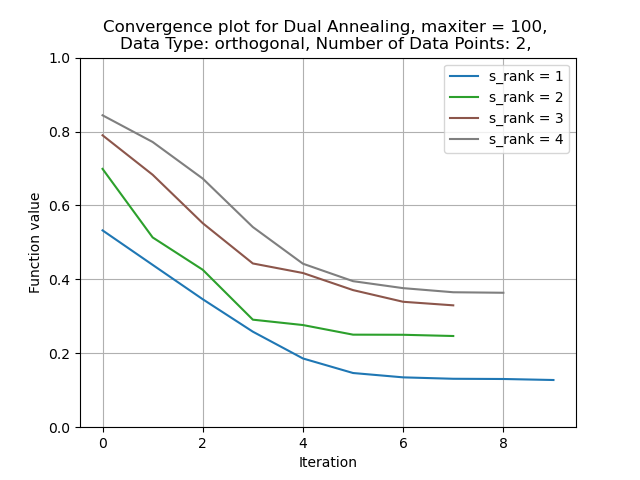 Convergence plot for Dual Annealing, maxiter = 100,
Data Type: orthogonal, Number of Data Points: 2,
s_rank = 1
s_rank = 2
s_rank = 3
s_rank = 4
Function value
1.0
0.8
0.6
0.4
0.2
0.0
0 2 4 6 8
Iteration